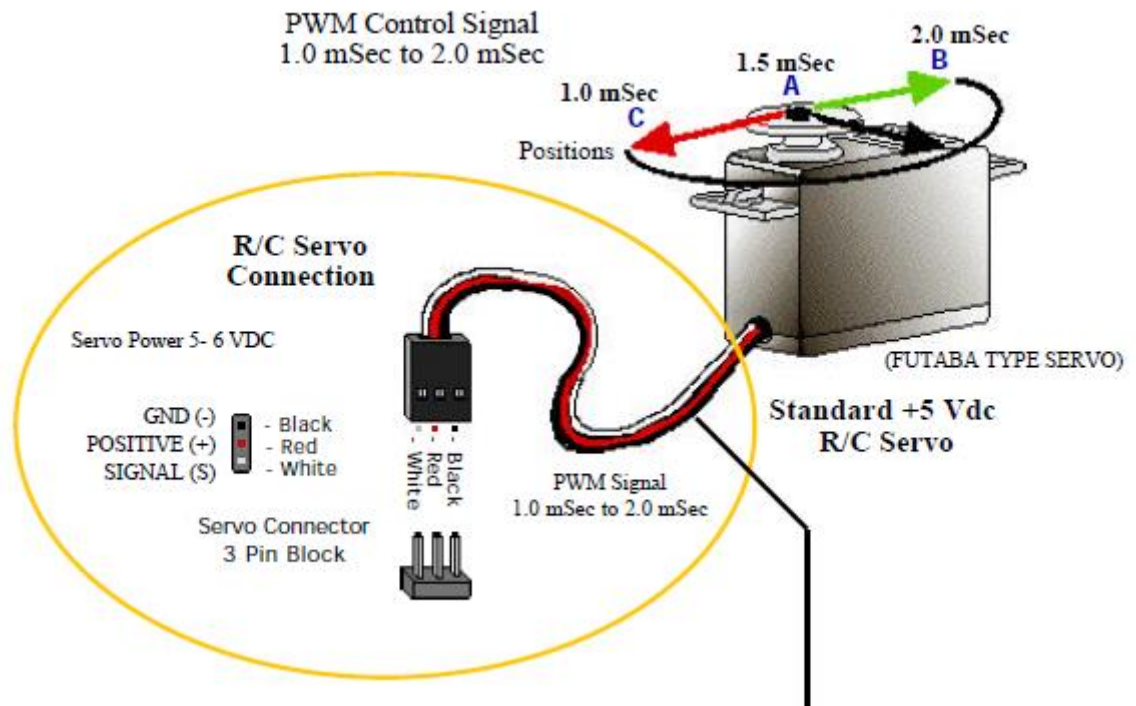 PWM Control Signal
1.0 mSec to 2.0 mSec
2.0 mSec
B
1.5 mSec
A
1.0 mSec
C
Positions
R/C Servo
Connection
Servo Power 5- 6 VDC
(FUTABA TYPE SERVO)
Standard +5 Vdc
R/C Servo
GND (-) - Black
POSITIVE (+) - Red
SIGNAL (S) - White
- White
- Red
- Black
PWM Signal
1.0 mSec to 2.0 mSec
Servo Connector
3 Pin Block